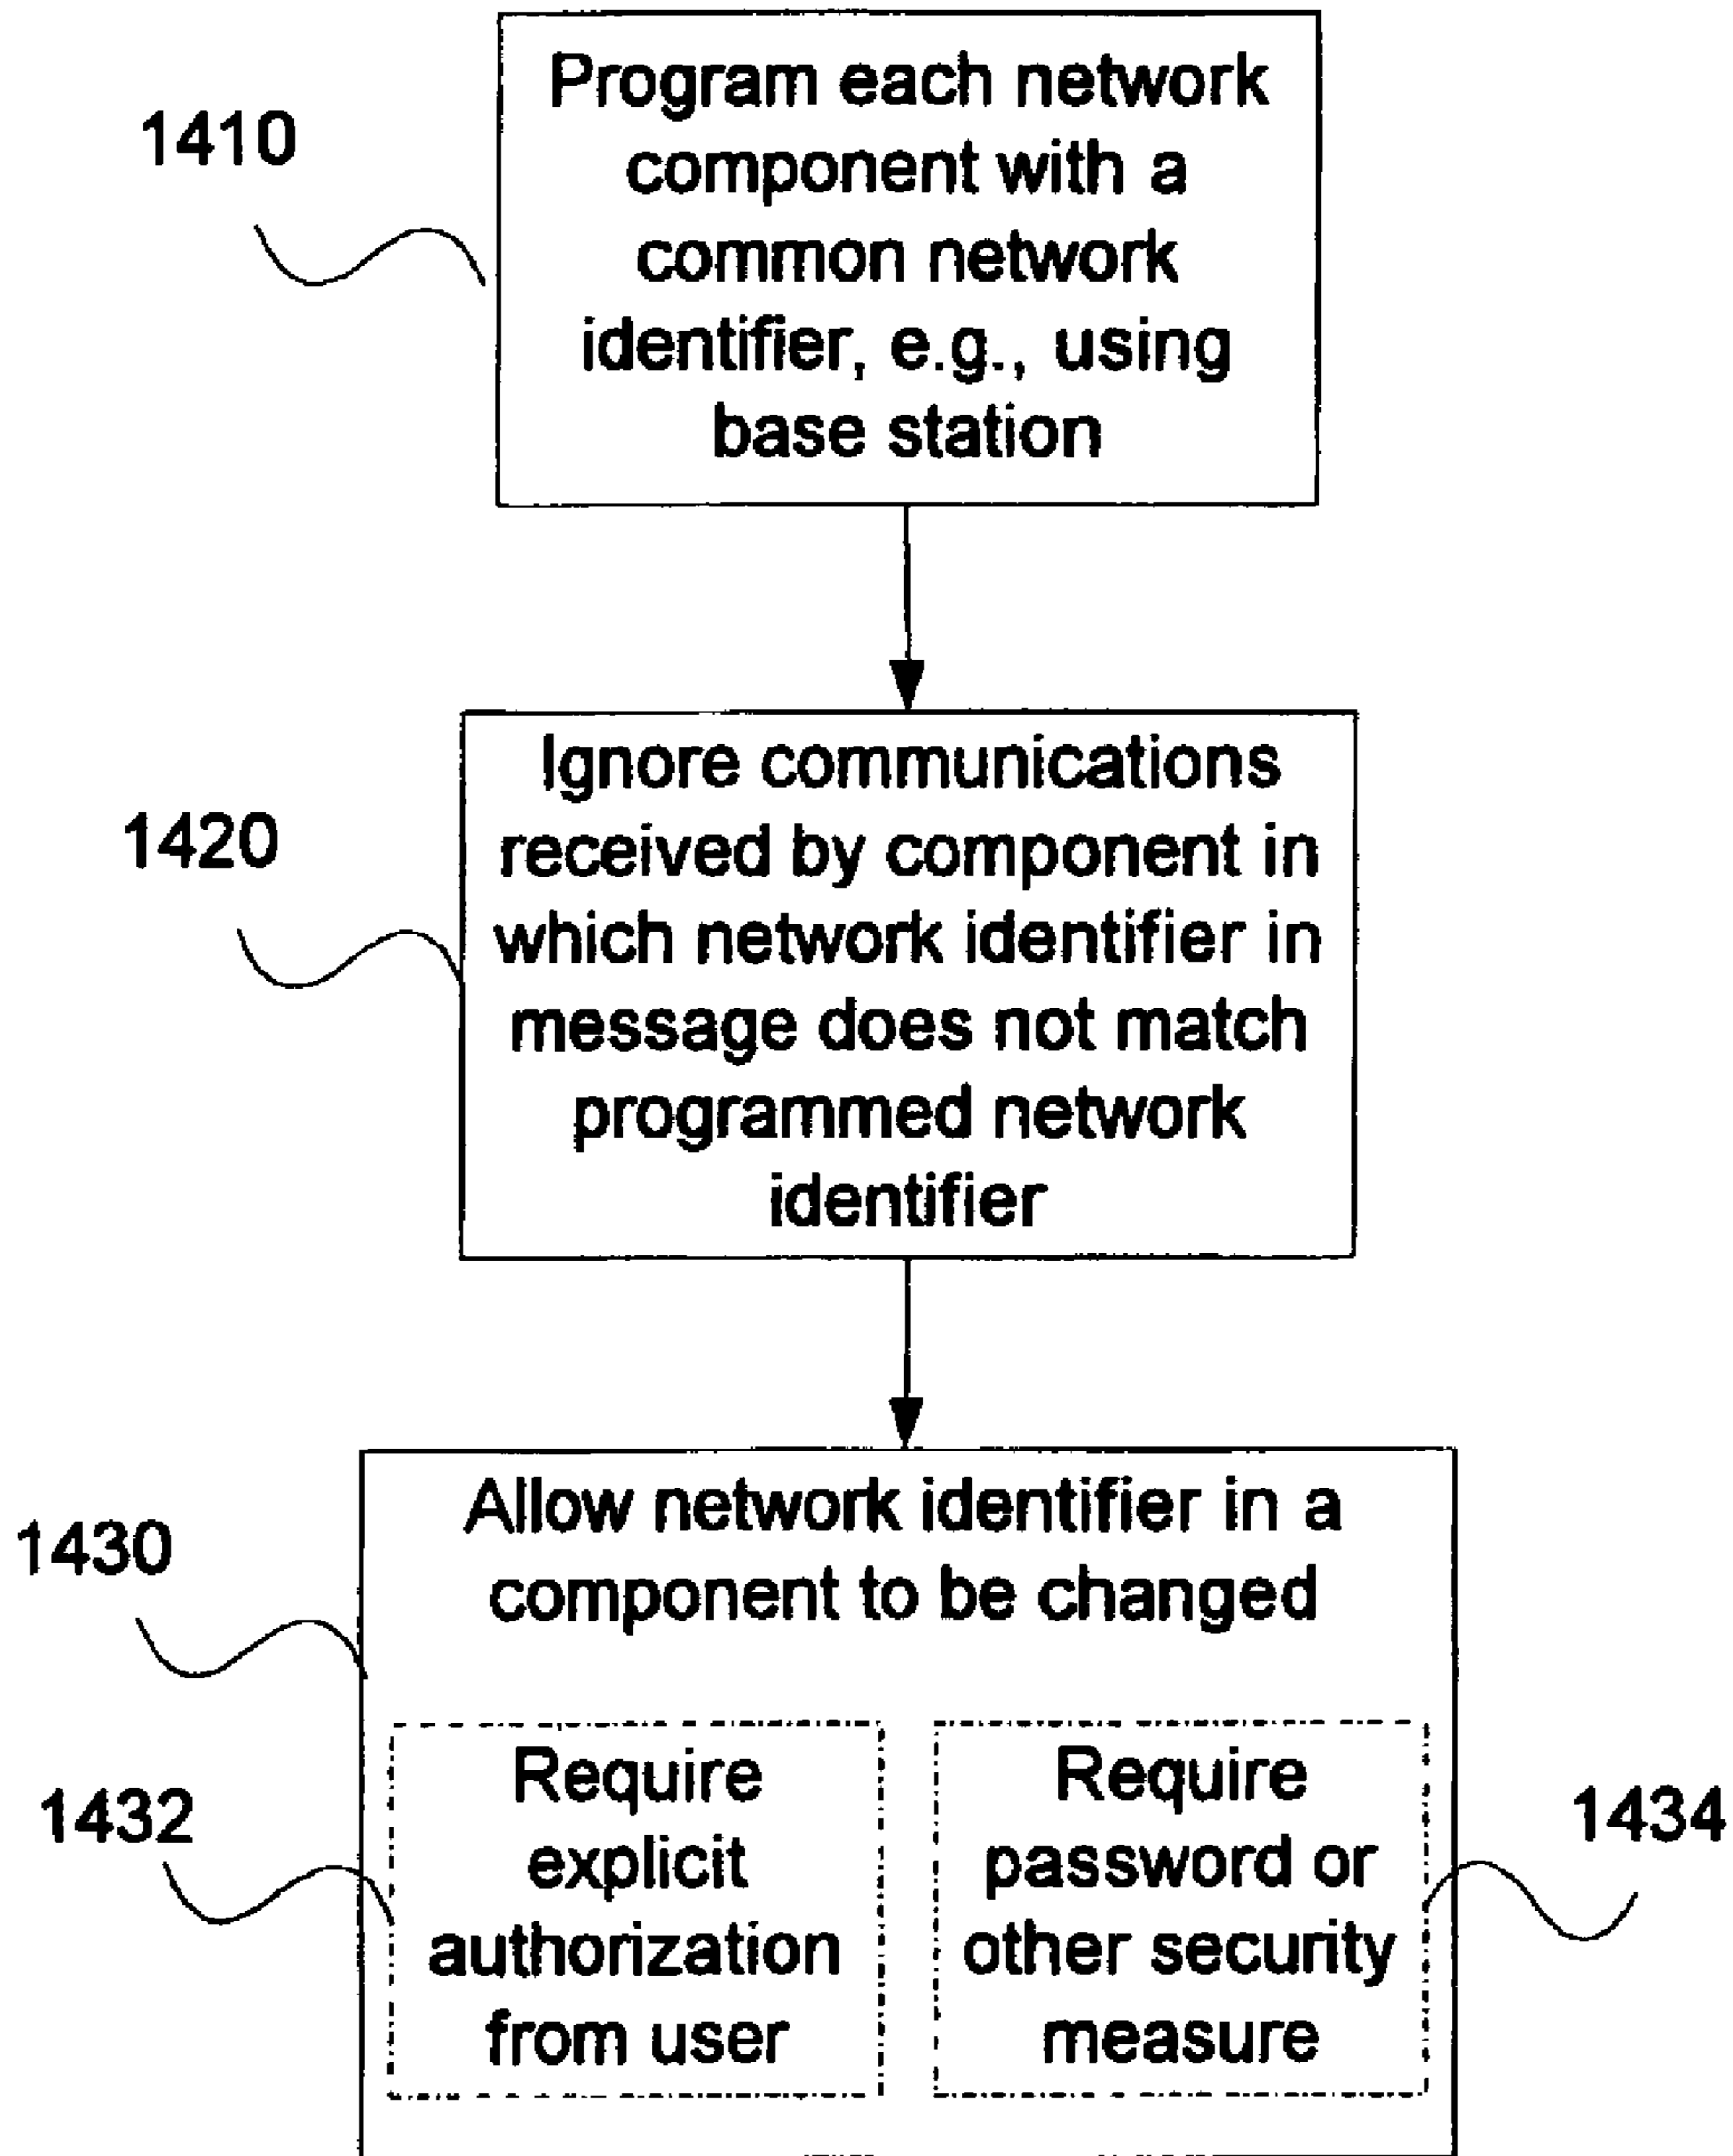 1410
Program each network
component with a
common network
identifier, e.g., using
base station
1420
Ignore communications
received by component in
which network identifier in
message does not match
programmed network
identifier
1430
Allow network identifier in a
component to be changed
1432
Require
explicit
authorization
from user
Require
password or
other security
measure
1434